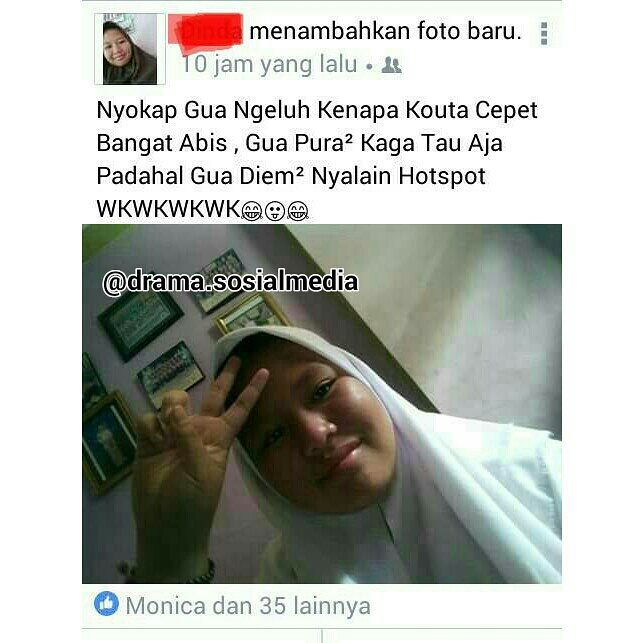 Dinda menambahkan foto baru.
10 jam yang lalu •
Nyokap Gua Ngeluh Kenapa Kouta Cepet
Bangat Abis , Gua Pura² Kaga Tau Aja
Padahal Gua Diem² Nyalain Hotspot
WKWKWKWK😁😛😁
@drama.sosialmedia
Monica dan 35 lainnya